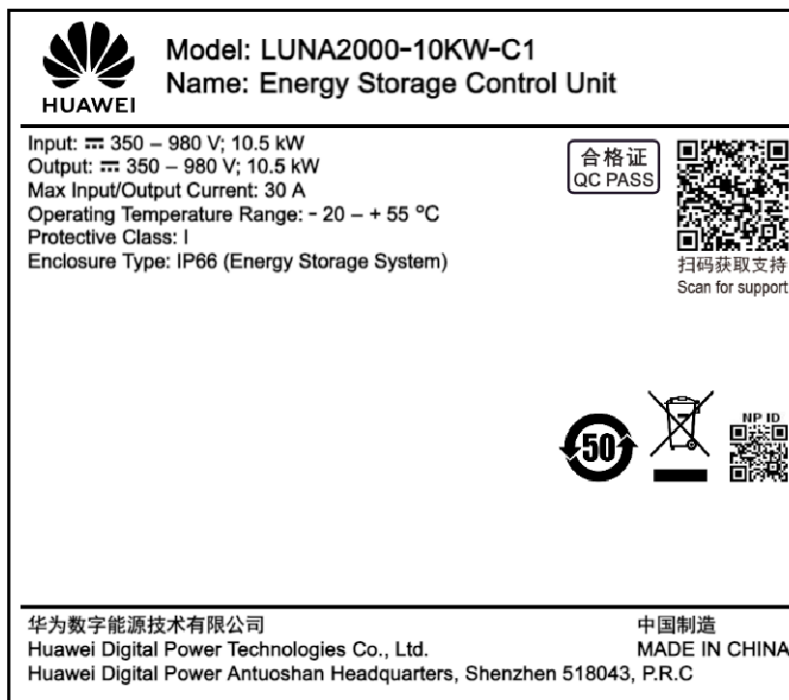 HUAWEI
Model: LUNA2000-10KW-C1
Name: Energy Storage Control Unit
Input: ⎓ 350 – 980 V; 10.5 kW
Output: ⎓ 350 – 980 V; 10.5 kW
Max Input/Output Current: 30 A
Operating Temperature Range: - 20 – + 55 °C
Protective Class: I
Enclosure Type: IP66 (Energy Storage System)
合格证
QC PASS
扫码获取支持
Scan for support
50
NP ID
华为数字能源技术有限公司
中国制造
Huawei Digital Power Technologies Co., Ltd.
MADE IN CHINA
Huawei Digital Power Antuoshan Headquarters, Shenzhen 518043, P.R.C